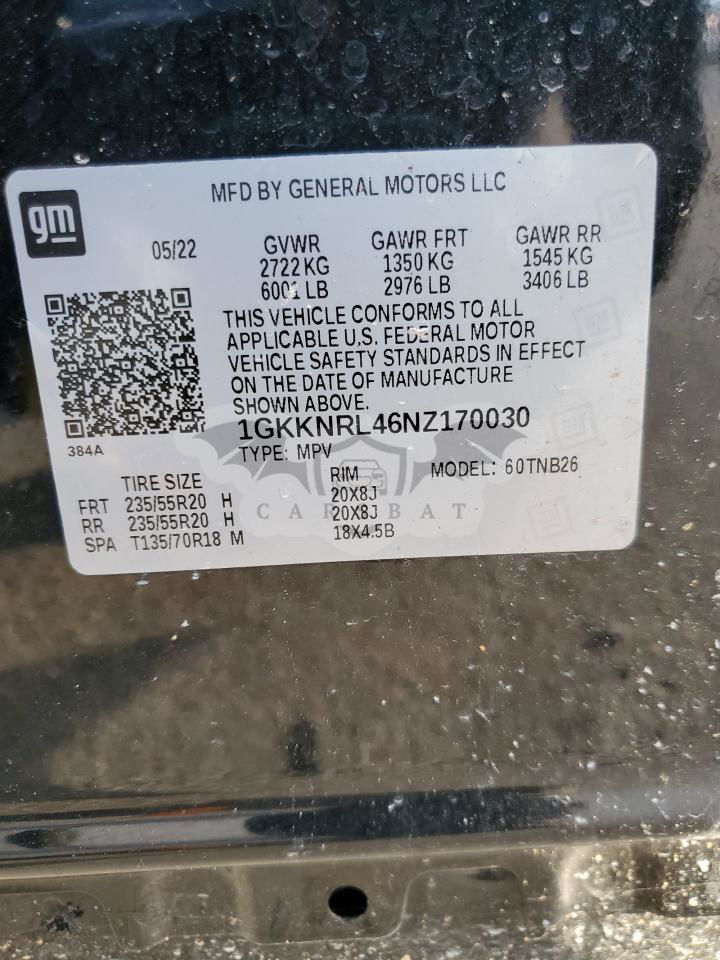 MFD BY GENERAL MOTORS LLC
gm
05/22
GVWR GAWR FRT GAWR RR
2722 KG 1350 KG 1545 KG
6001 LB 2976 LB 3406 LB
THIS VEHICLE CONFORMS TO ALL
APPLICABLE U.S. FEDERAL MOTOR
VEHICLE SAFETY STANDARDS IN EFFECT
ON THE DATE OF MANUFACTURE
SHOWN ABOVE.
1GKKNRL46NZ170030
384A
TYPE: MPV MODEL: 60TNB26
TIRE SIZE RIM
FRT 235/55R20 H 20X8J
RR 235/55R20 H 20X8J
SPA T135/70R18 M 18X4.5B
CAR BAT